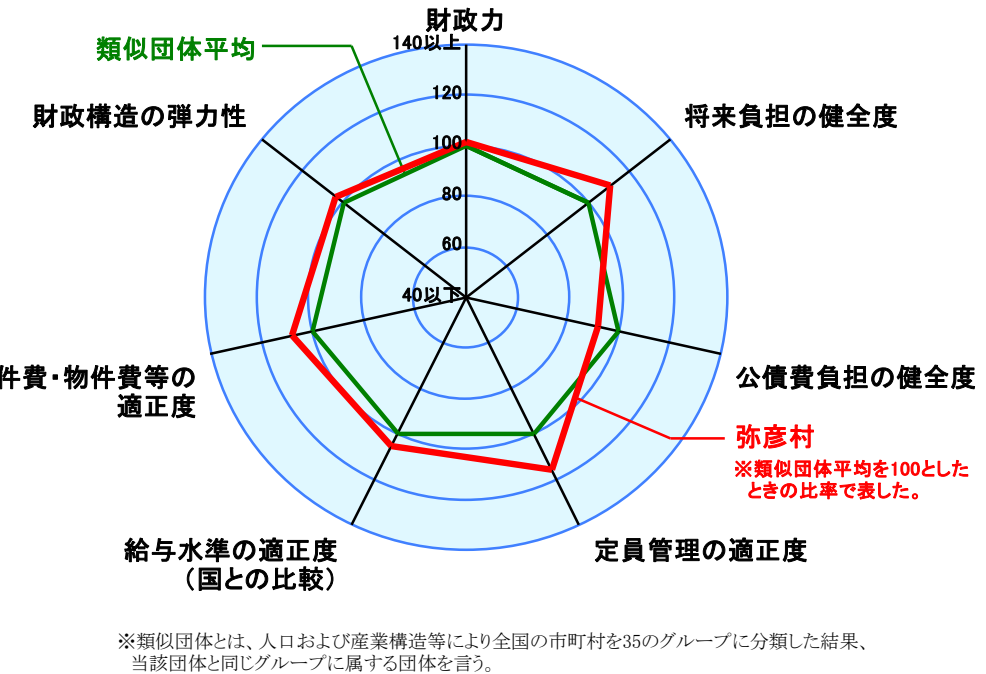 財政力
140以上
類似団体平均
120
財政構造の弾力性
将来負担の健全度
100
80
60
40以下
件費・物件費等の
適正度
公債費負担の健全度
弥彦村
※類似団体平均を100とした
ときの比率で表した。
給与水準の適正度
(国との比較)
定員管理の適正度
※類似団体とは、人口および産業構造等により全国の市町村を35のグループに分類した結果、
当該団体と同じグループに属する団体を言う。